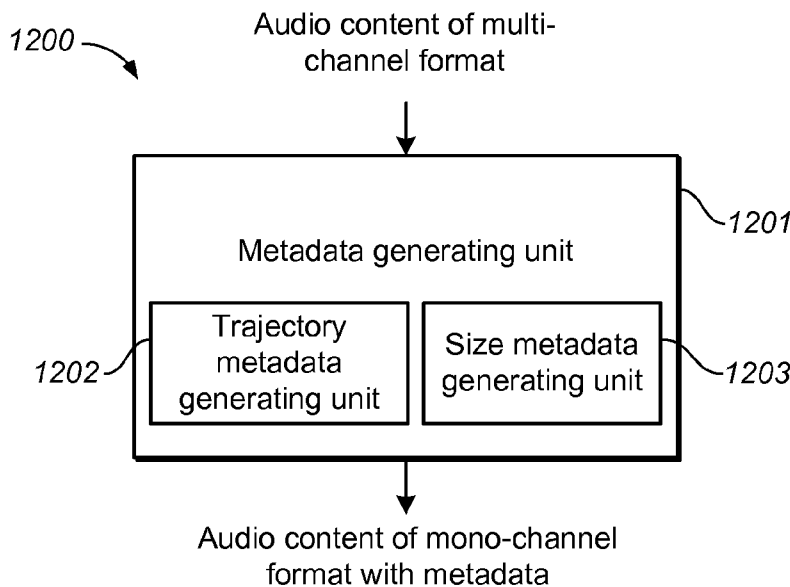 1200
Audio content of multi-
channel format
1201
Metadata generating unit
Trajectory
metadata
generating unit
1202
Size metadata
generating unit
1203
Audio content of mono-channel
format with metadata